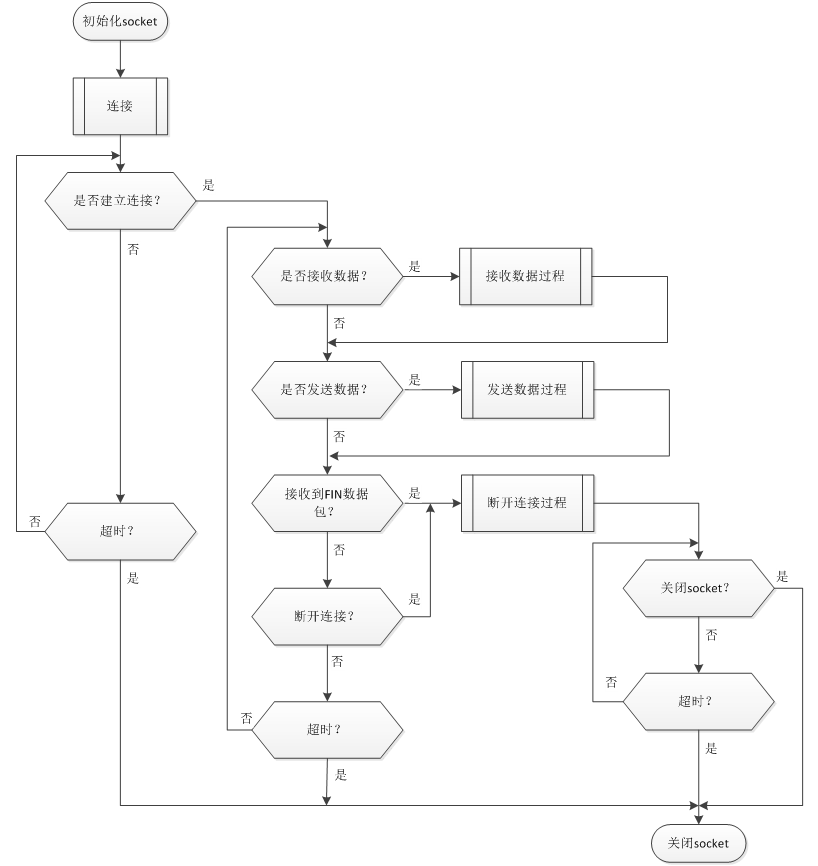 初始化socket
连接
是否建立连接？
是
否
是否接收数据？
是
接收数据过程
否
是否发送数据？
是
发送数据过程
否
接收到FIN数据
包？
是
断开连接过程
否
超时？
否
是
断开连接？
是
否
关闭socket？
是
否
超时？
否
是
超时？
否
是
关闭socket